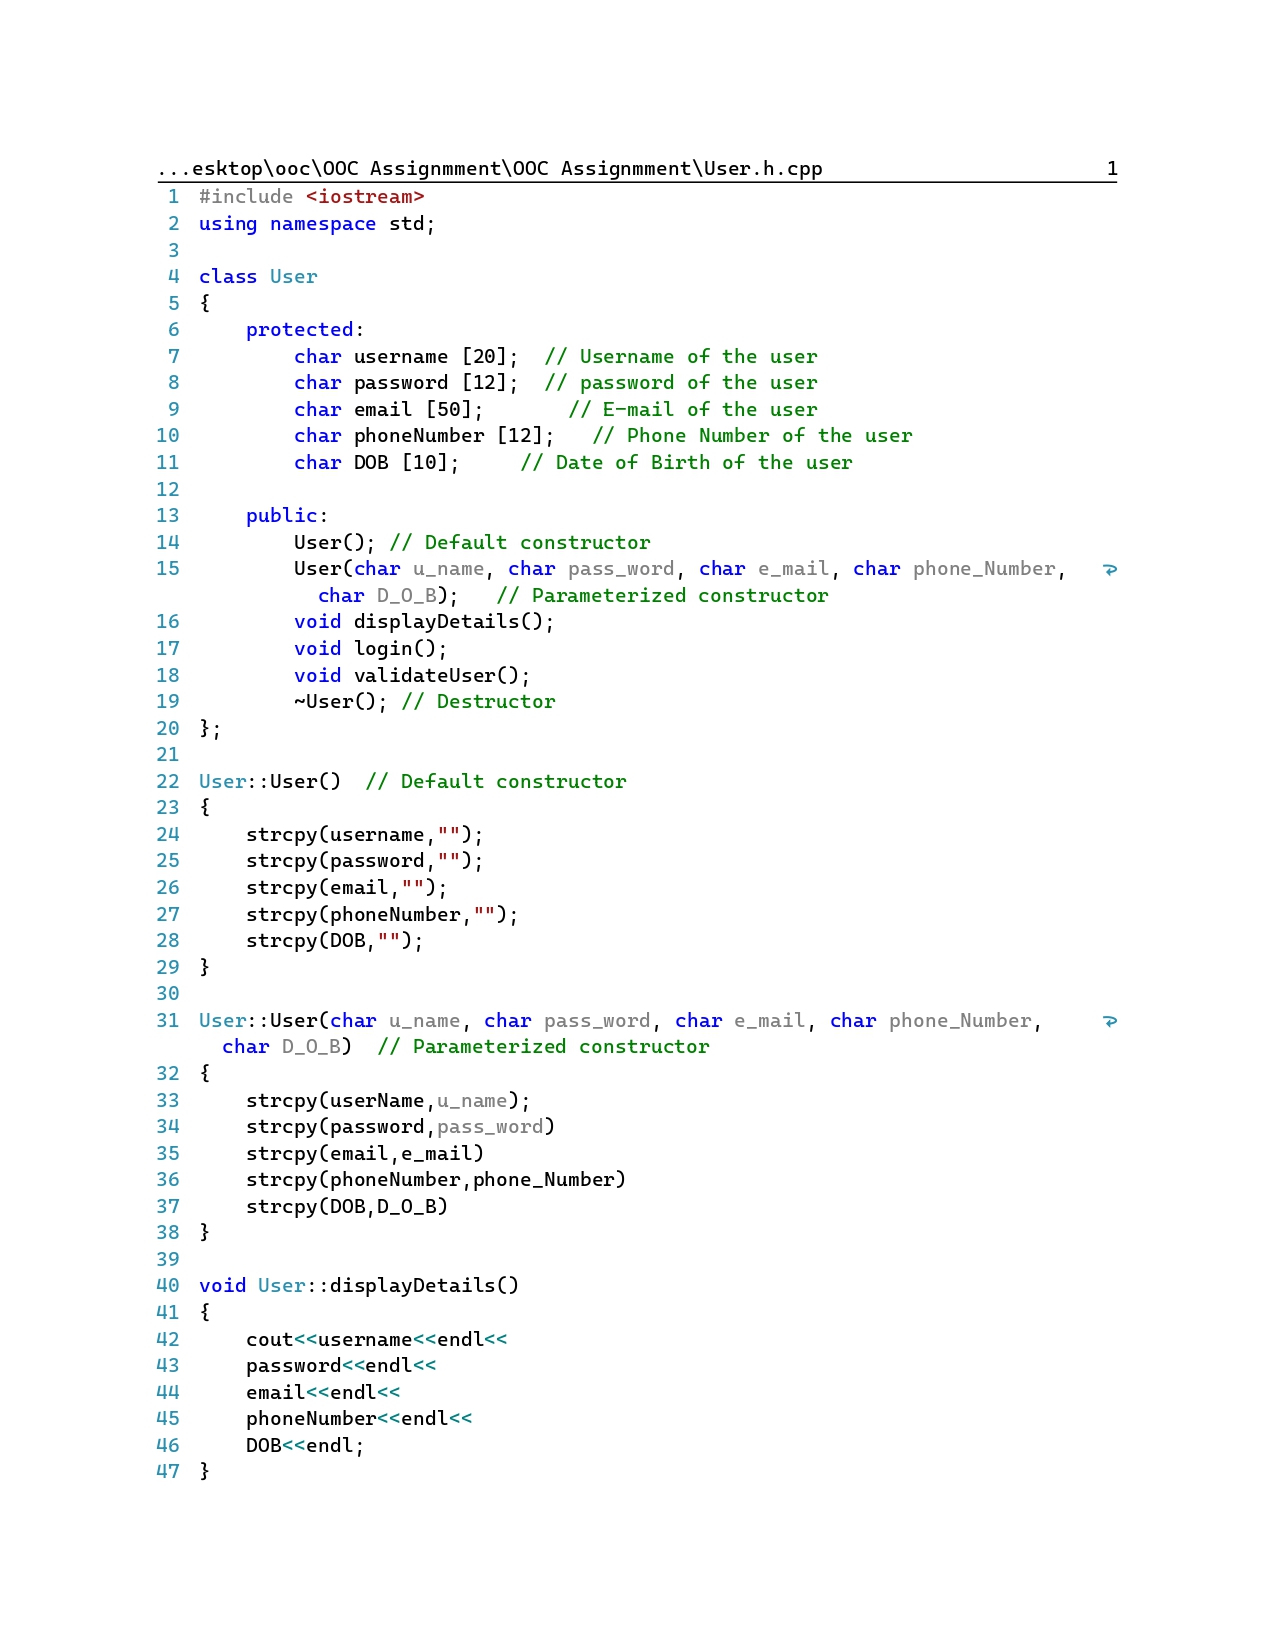 ...esktop\ooc\OOC Assignmment\OOC Assignmment\User.h.cpp 1
1 #include <iostream>
2 using namespace std;
3
4 class User
5 {
6     protected:
7         char username [20];  // Username of the user
8         char password [12];  // password of the user
9         char email [50];       // E-mail of the user
10         char phoneNumber [12];   // Phone Number of the user
11         char DOB [10];     // Date of Birth of the user
12
13     public:
14         User(); // Default constructor
15         User(char u_name, char pass_word, char e_mail, char phone_Number,
          char D_O_B);   // Parameterized constructor
16         void displayDetails();
17         void login();
18         void validateUser();
19         ~User(); // Destructor
20 };
21
22 User::User()  // Default constructor
23 {
24     strcpy(username,"");
25     strcpy(password,"");
26     strcpy(email,"");
27     strcpy(phoneNumber,"");
28     strcpy(DOB,"");
29 }
30
31 User::User(char u_name, char pass_word, char e_mail, char phone_Number,
  char D_O_B)  // Parameterized constructor
32 {
33     strcpy(userName,u_name);
34     strcpy(password,pass_word)
35     strcpy(email,e_mail)
36     strcpy(phoneNumber,phone_Number)
37     strcpy(DOB,D_O_B)
38 }
39
40 void User::displayDetails()
41 {
42     cout<<username<<endl<<
43     password<<endl<<
44     email<<endl<<
45     phoneNumber<<endl<<
46     DOB<<endl;
47 }